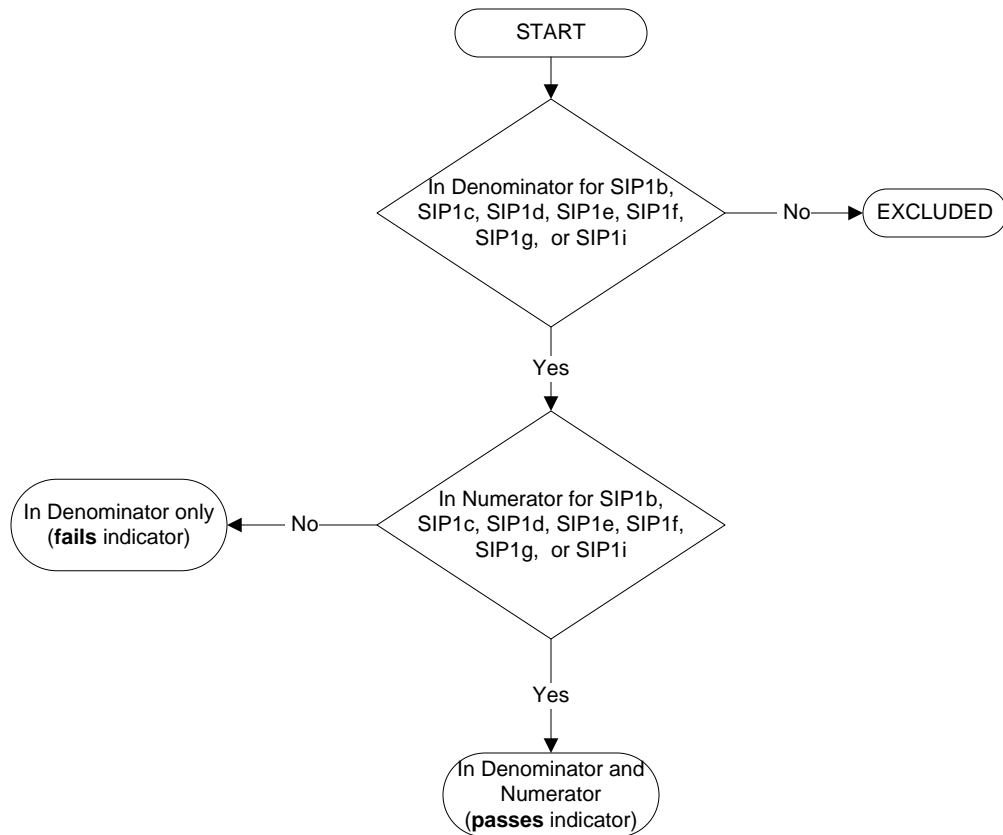 START
In Denominator for SIP1b,
SIP1c, SIP1d, SIP1e, SIP1f,
SIP1g, or SIP1i
No
EXCLUDED
Yes
In Numerator for SIP1b,
SIP1c, SIP1d, SIP1e, SIP1f,
SIP1g, or SIP1i
No
In Denominator only
(fails indicator)
Yes
In Denominator and
Numerator
(passes indicator)